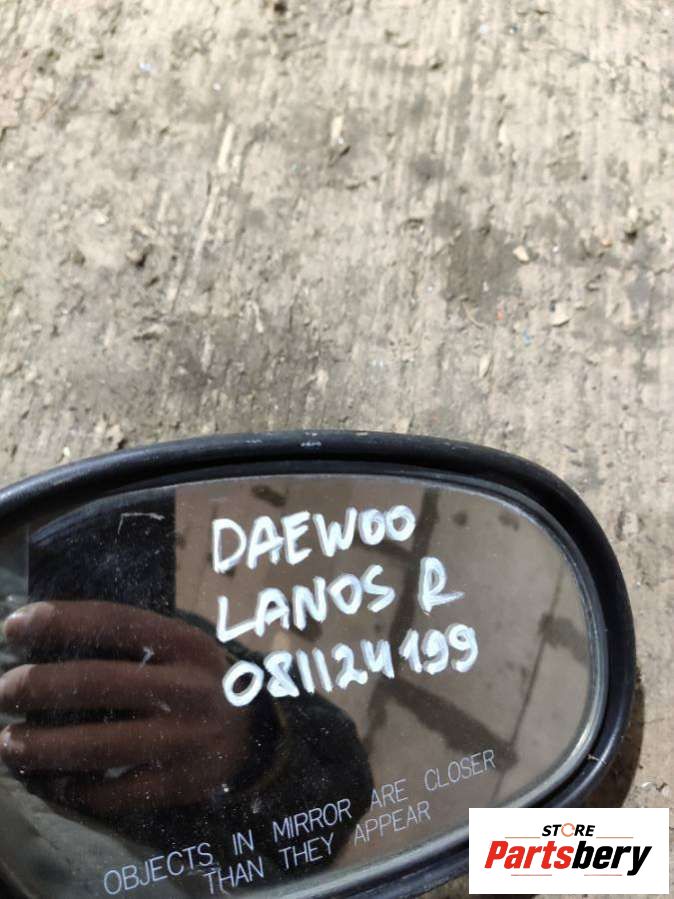 DAEWOO
LANOS R
081124199
OBJECTS IN MIRROR ARE CLOSER
THAN THEY APPEAR
STORE
Partsbery